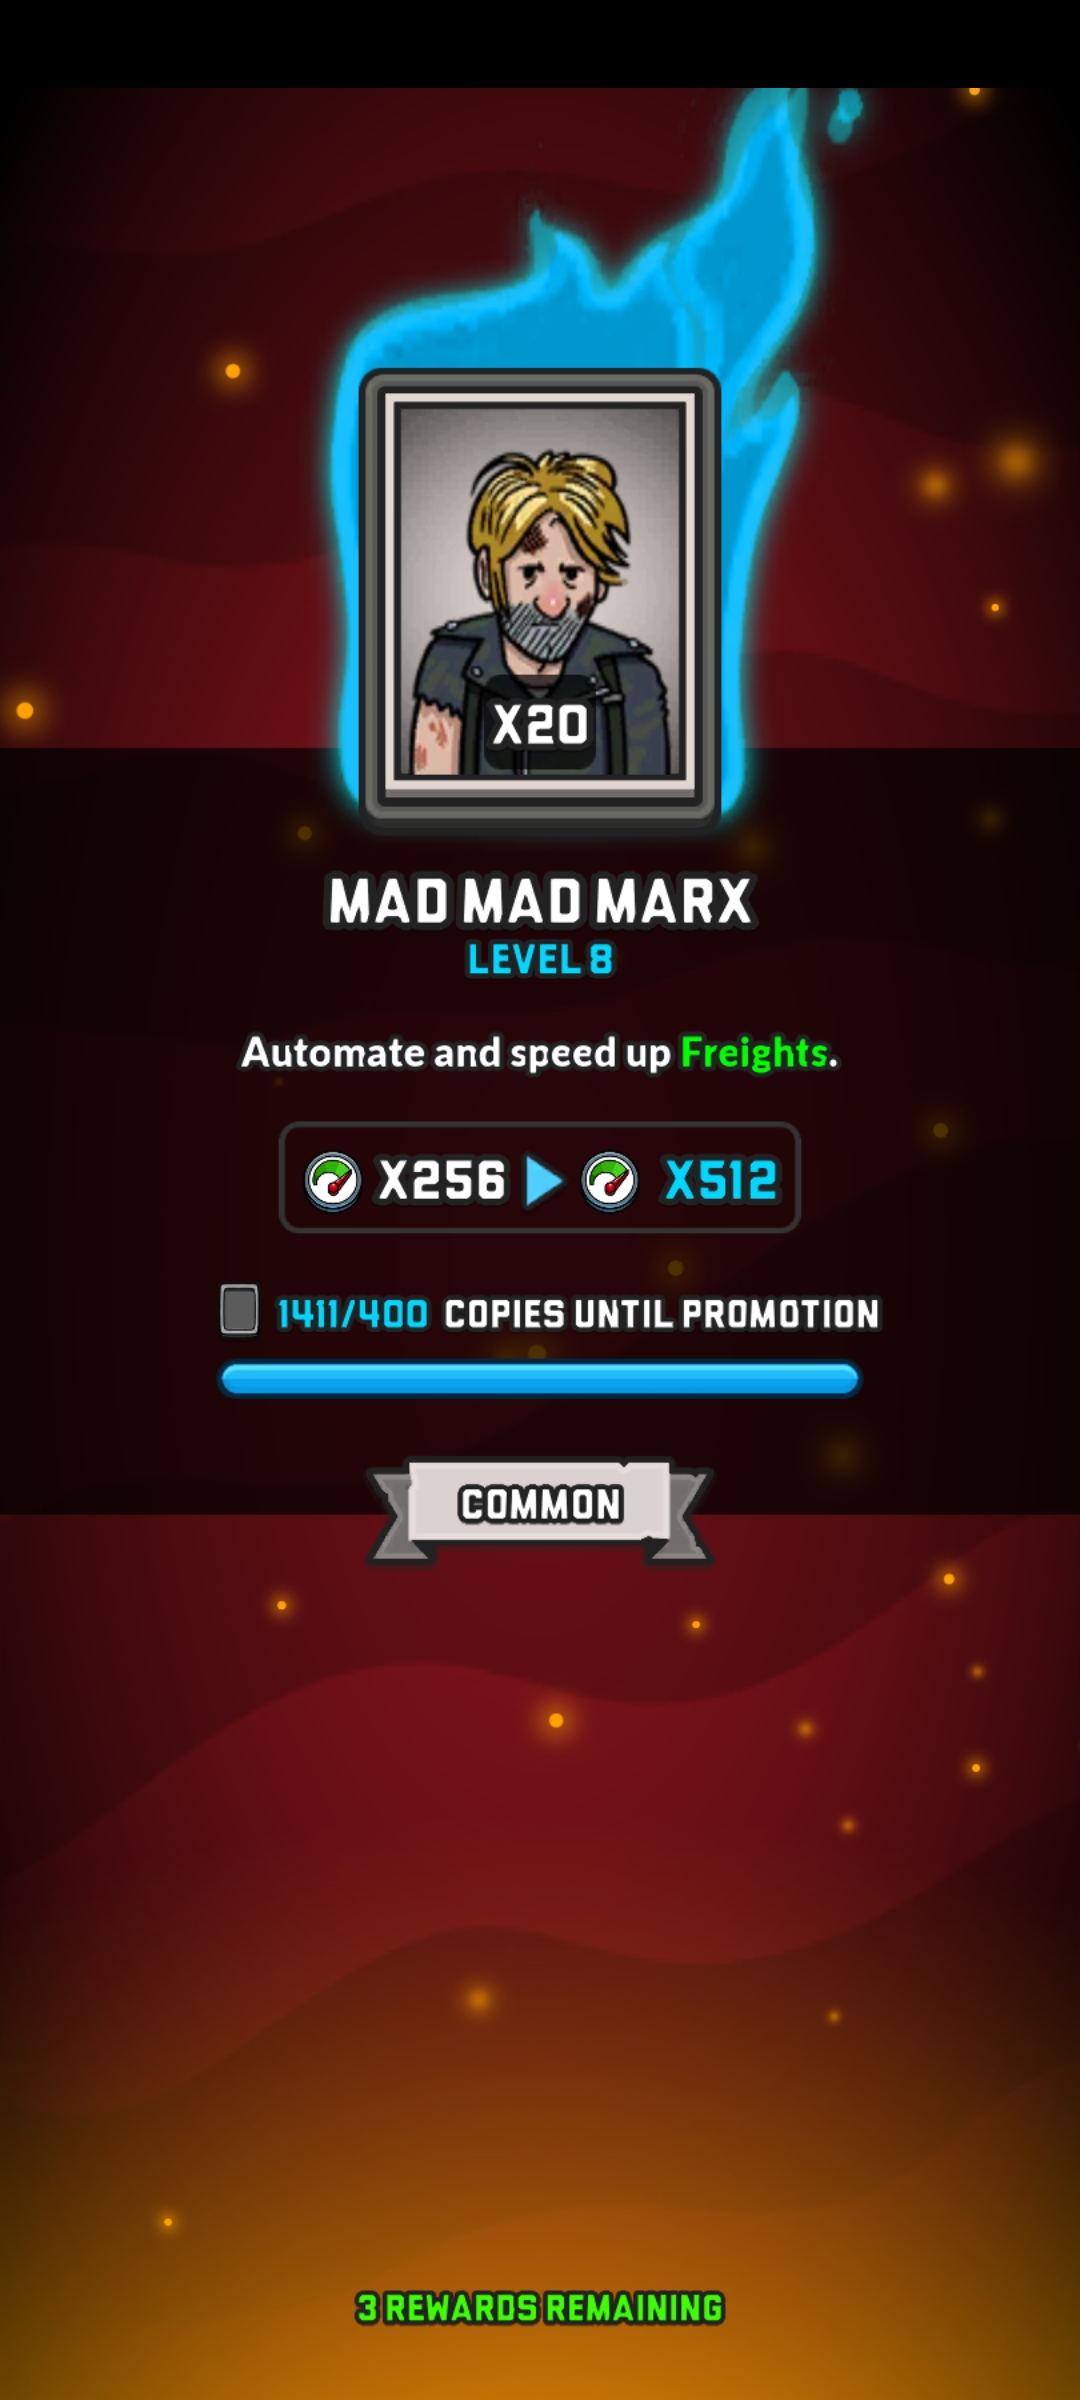 X20
MAD MAD MARX
LEVEL 8
Automate and speed up Freights.
X256 X512
1411/400 COPIES UNTIL PROMOTION
COMMON
3 REWARDS REMAINING